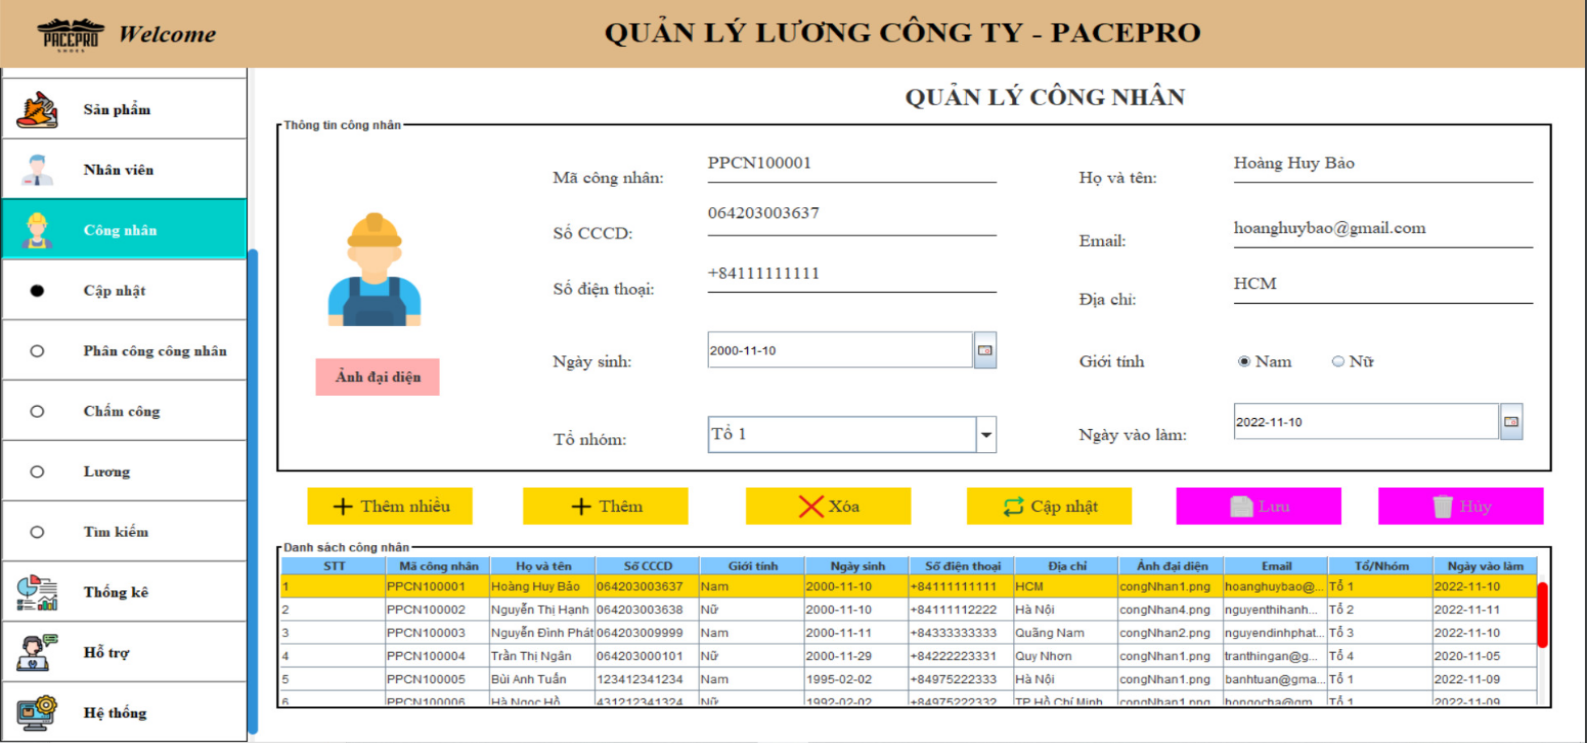 PACEPRO
SHOES
Welcome
QUẢN LÝ LƯƠNG CÔNG TY - PACEPRO
Sản phẩm
Nhân viên
Công nhân
Cập nhật
Phân công công nhân
Chấm công
Lương
Tìm kiếm
Thống kê
Hỗ trợ
Hệ thống
QUẢN LÝ CÔNG NHÂN
Thông tin công nhân
Ảnh đại diện
Mã công nhân: PPCN100001
Họ và tên: Hoàng Huy Bảo
Số CCCD: 064203003637
Email: hoanghuybao@gmail.com
Số điện thoại: +84111111111
Địa chỉ: HCM
Ngày sinh: 2000-11-10
Giới tính Nam Nữ
Tổ nhóm: Tổ 1
Ngày vào làm: 2022-11-10
Thêm nhiều Thêm Xóa Cập nhật Lưu Hủy
Danh sách công nhân
STT Mã công nhân Họ và tên Số CCCD Giới tính Ngày sinh Số điện thoại Địa chỉ Ảnh đại diện Email Tổ/Nhóm Ngày vào làm
1 PPCN100001 Hoàng Huy Bảo 064203003637 Nam 2000-11-10 +84111111111 HCM congNhan1.png hoanghuybao@... Tổ 1 2022-11-10
2 PPCN100002 Nguyễn Thị Hạnh 064203003638 Nữ 2000-11-10 +84111112222 Hà Nội congNhan4.png nguyenthihanh... Tổ 2 2022-11-11
3 PPCN100003 Nguyễn Đình Phát 064203009999 Nam 2000-11-11 +84333333333 Quãng Nam congNhan2.png nguyendinhphat... Tổ 3 2022-11-10
4 PPCN100004 Trần Thị Ngân 064203000101 Nữ 2000-11-29 +84222223331 Quy Nhơn congNhan1.png tranthingan@g... Tổ 4 2020-11-05
5 PPCN100005 Bùi Anh Tuấn 123412341234 Nam 1995-02-02 +84975222333 Hà Nội congNhan1.png banhtuan@gma... Tổ 1 2022-11-09
6 PPCN100006 Hà Ngọc Hồ 431212341324 Nữ 1992-02-02 +84975222332 TP Hồ Chí Minh congNhan1.png hongocha@gm... Tổ 1 2022-11-09